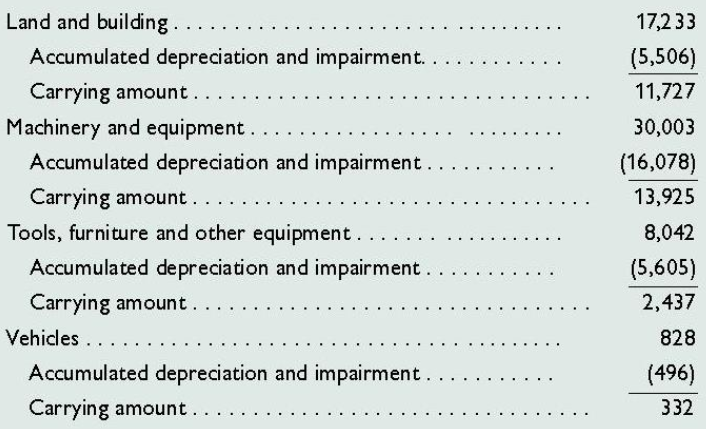 Land and building . . . . . . . . . . . . . . . . . . . . . . . . . . . . . . . . . . 17,233
Accumulated depreciation and impairment. . . . . . . . . . . . . (5,506)
Carrying amount . . . . . . . . . . . . . . . . . . . . . . . . . . . . . . . . . . . 11,727
Machinery and equipment . . . . . . . . . . . . . . . . . . . . . . . . . . . 30,003
Accumulated depreciation and impairment . . . . . . . . . . . (16,078)
Carrying amount . . . . . . . . . . . . . . . . . . . . . . . . . . . . . . . . . . . 13,925
Tools, furniture and other equipment . . . . . . . . . . . . . . . . . . 8,042
Accumulated depreciation and impairment . . . . . . . . . . . (5,605)
Carrying amount . . . . . . . . . . . . . . . . . . . . . . . . . . . . . . . . . . . 2,437
Vehicles . . . . . . . . . . . . . . . . . . . . . . . . . . . . . . . . . . . . . . . . . . 828
Accumulated depreciation and impairment . . . . . . . . . . . (496)
Carrying amount . . . . . . . . . . . . . . . . . . . . . . . . . . . . . . . . . . . 332